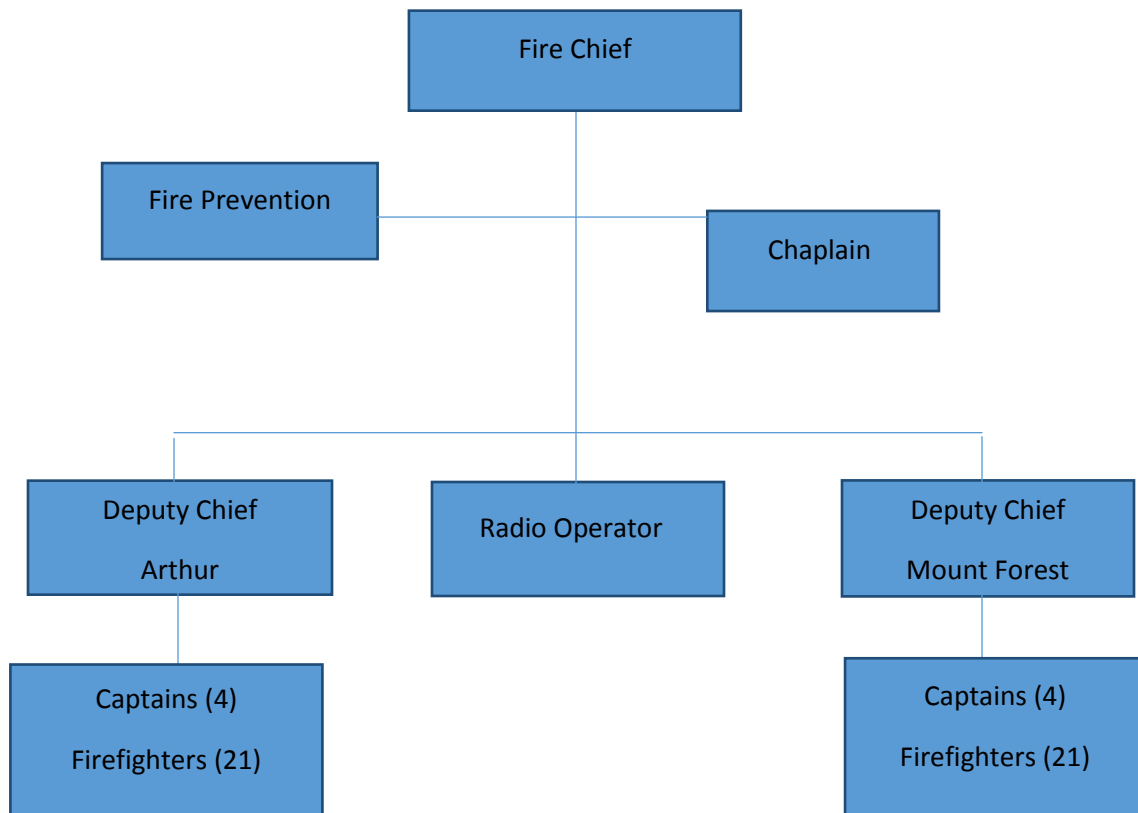 Fire Chief
Fire Prevention
Chaplain
Deputy Chief
Arthur
Radio Operator
Deputy Chief
Mount Forest
Captains (4)
Firefighters (21)
Captains (4)
Firefighters (21)